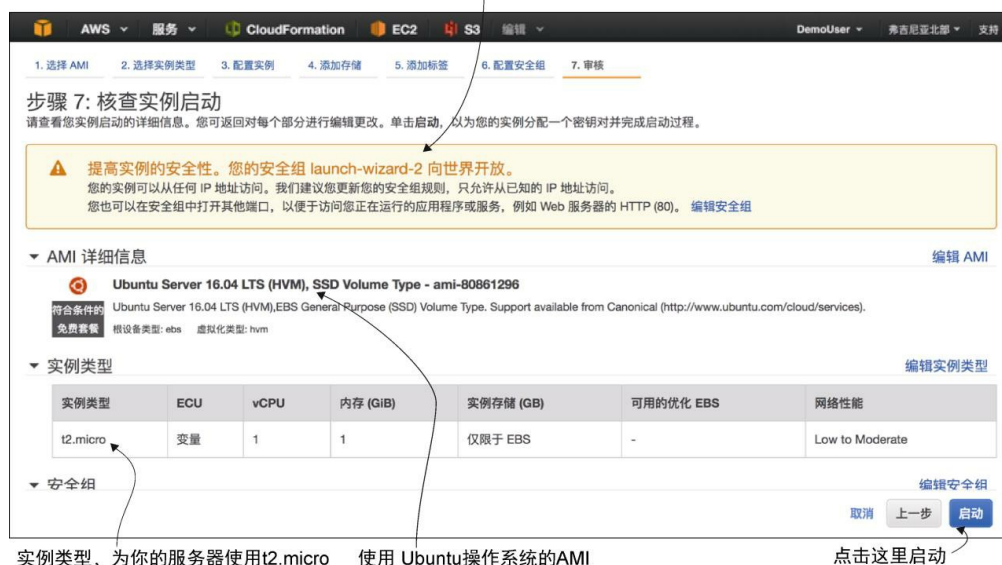 AWS 服务 CloudFormation EC2 S3 编辑 DemoUser 弗吉尼亚北部 支持
1. 选择 AMI 2. 选择实例类型 3. 配置实例 4. 添加存储 5. 添加标签 6. 配置安全组 7. 审核
步骤 7: 核查实例启动
请查看您实例启动的详细信息。您可返回对每个部分进行编辑更改。单击启动，以为您的实例分配一个密钥对并完成启动过程。
提高实例的安全性。您的安全组 launch-wizard-2 向世界开放。
您的实例可以从任何 IP 地址访问。我们建议您更新您的安全组规则，只允许从已知的 IP 地址访问。
您也可以在安全组中打开其他端口，以便于访问您正在运行的应用程序或服务，例如 Web 服务器的 HTTP (80)。 编辑安全组
AMI 详细信息 编辑 AMI
Ubuntu Server 16.04 LTS (HVM), SSD Volume Type - ami-80861296
符合条件的 Ubuntu Server 16.04 LTS (HVM),EBS General Purpose (SSD) Volume Type. Support available from Canonical (http://www.ubuntu.com/cloud/services).
免费套餐 根设备类型: ebs 虚拟化类型: hvm
实例类型 编辑实例类型
实例类型 ECU vCPU 内存 (GiB) 实例存储 (GB) 可用的优化 EBS 网络性能
t2.micro 变量 1 1 仅限于 EBS - Low to Moderate
安全组 编辑安全组
取消 上一步 启动
实例类型，为你的服务器使用t2.micro 使用 Ubuntu操作系统的AMI 点击这里启动